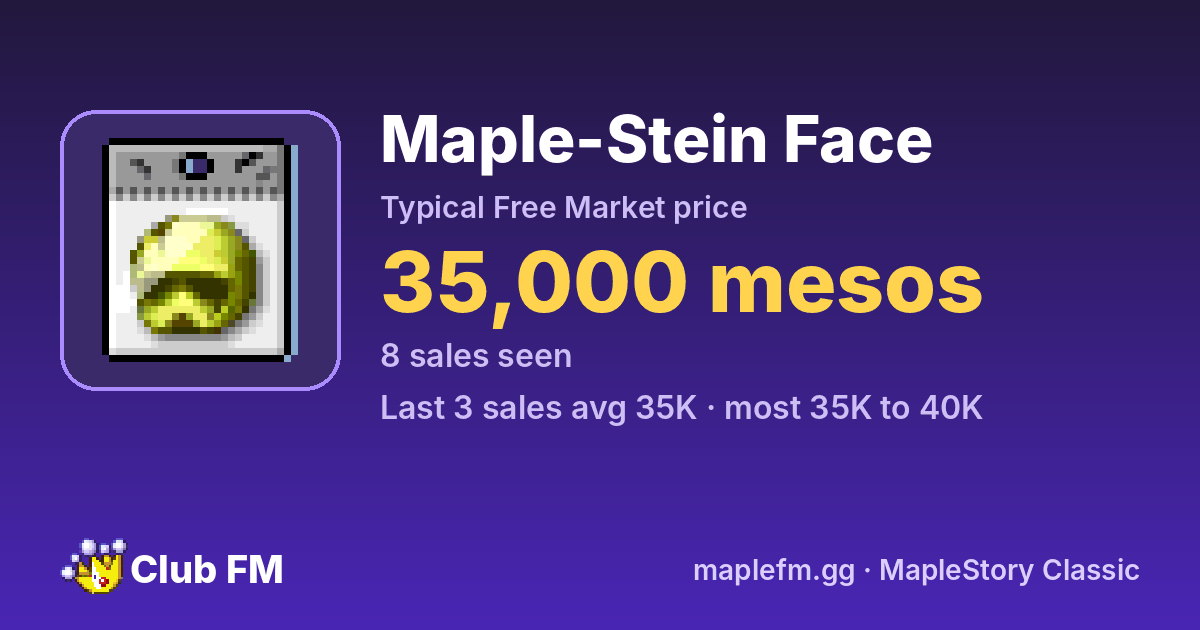 Maple-Stein Face
Typical Free Market price
35,000 mesos
8 sales seen
Last 3 sales avg 35K · most 35K to 40K
Club FM
maplefm.gg · MapleStory Classic